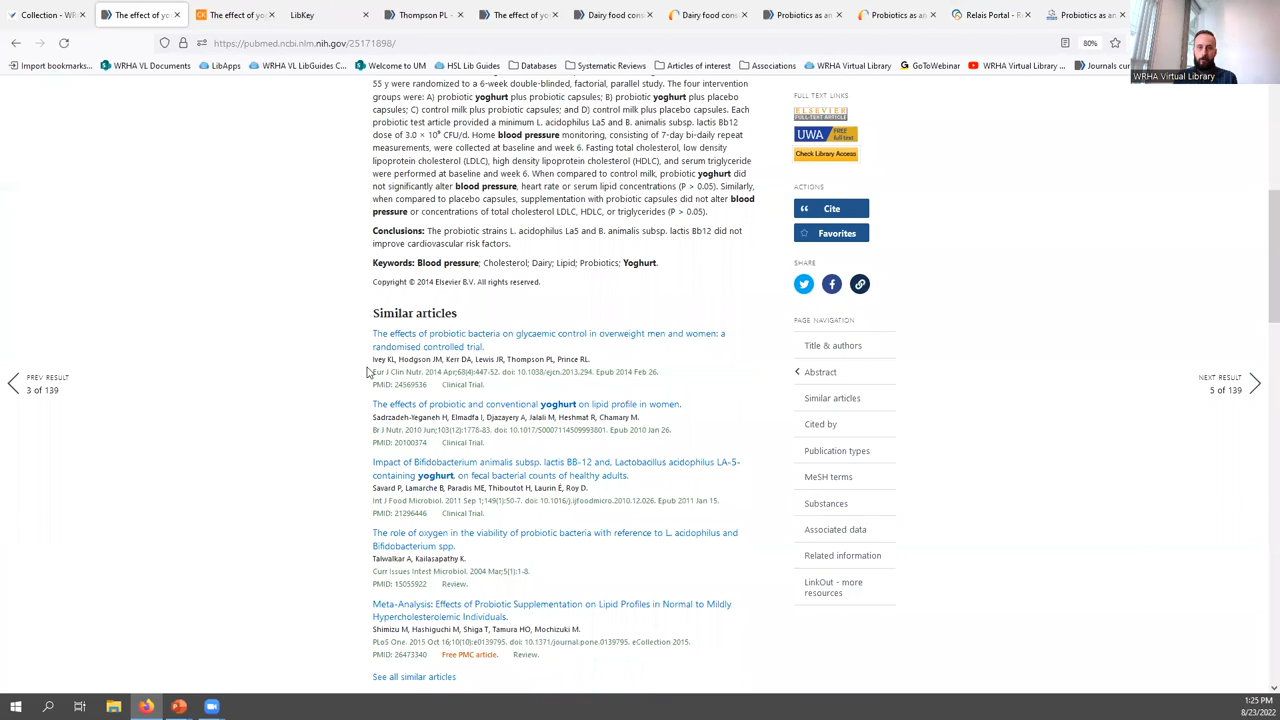 Collection - W
The effect of yo
The effect of yo
LibKey
Thompson PL -
The effect of yo
Dairy food cons
Dairy food cons
Probiotics as an
Probiotics as an
Relais Portal - R
Probiotics as an
https://pubmed.ncbi.nlm.nih.gov/25171898/
80%
Import bookmarks...
WRHA VL Documents
LibApps
WRHA VL LibGuides C...
Welcome to UM
HSL Lib Guides
Databases
Systematic Reviews
Articles of interest
Associations
WRHA Virtual Library
GoToWebinar
WRHA Virtual Library ...
Journals cur
WRHA Virtual Library
55 y were randomized to a 6-week double-blinded, factorial, parallel study. The four intervention
groups were: A) probiotic yoghurt plus probiotic capsules; B) probiotic yoghurt plus placebo
capsules; C) control milk plus probiotic capsules; and D) control milk plus placebo capsules. Each
probiotic test article provided a minimum L. acidophilus La5 and B. animalis subsp. lactis Bb12
dose of 3.0 × 10⁹ CFU/d. Home blood pressure monitoring, consisting of 7-day bi-daily repeat
measurements, were collected at baseline and week 6. Fasting total cholesterol, low density
lipoprotein cholesterol (LDLC), high density lipoprotein cholesterol (HDLC), and serum triglyceride
were performed at baseline and week 6. When compared to control milk, probiotic yoghurt did
not significantly alter blood pressure, heart rate or serum lipid concentrations (P > 0.05). Similarly,
when compared to placebo capsules, supplementation with probiotic capsules did not alter blood
pressure or concentrations of total cholesterol LDLC, HDLC, or triglycerides (P > 0.05).
Conclusions: The probiotic strains L. acidophilus La5 and B. animalis subsp. lactis Bb12 did not
improve cardiovascular risk factors.
Keywords: Blood pressure; Cholesterol; Dairy; Lipid; Probiotics; Yoghurt.
Copyright © 2014 Elsevier B.V. All rights reserved.
Similar articles
The effects of probiotic bacteria on glycaemic control in overweight men and women: a
randomised controlled trial.
Ivey KL, Hodgson JM, Kerr DA, Lewis JR, Thompson PL, Prince RL.
Eur J Clin Nutr. 2014 Apr;68(4):447-52. doi: 10.1038/ejcn.2013.294. Epub 2014 Feb 26.
PMID: 24569536 Clinical Trial.
The effects of probiotic and conventional yoghurt on lipid profile in women.
Sadrzadeh-Yeganeh H, Elmadfa I, Djazayery A, Jalali M, Heshmat R, Chamary M.
Br J Nutr. 2010 Jun;103(12):1778-83. doi: 10.1017/S0007114509993801. Epub 2010 Jan 26.
PMID: 20100374 Clinical Trial.
Impact of Bifidobacterium animalis subsp. lactis BB-12 and, Lactobacillus acidophilus LA-5-
containing yoghurt, on fecal bacterial counts of healthy adults.
Savard P, Lamarche B, Paradis ME, Thiboutot H, Laurin É, Roy D.
Int J Food Microbiol. 2011 Sep 1;149(1):50-7. doi: 10.1016/j.ijfoodmicro.2010.12.026. Epub 2011 Jan 15.
PMID: 21296446 Clinical Trial.
The role of oxygen in the viability of probiotic bacteria with reference to L. acidophilus and
Bifidobacterium spp.
Talwalkar A, Kailasapathy K.
Curr Issues Intest Microbiol. 2004 Mar;5(1):1-8.
PMID: 15055922 Review.
Meta-Analysis: Effects of Probiotic Supplementation on Lipid Profiles in Normal to Mildly
Hypercholesterolemic Individuals.
Shimizu M, Hashiguchi M, Shiga T, Tamura HO, Mochizuki M.
PLoS One. 2015 Oct 16;10(10):e0139795. doi: 10.1371/journal.pone.0139795. eCollection 2015.
PMID: 26473340 Free PMC article. Review.
See all similar articles
PREV RESULT
3 of 139
NEXT RESULT
5 of 139
FULL TEXT LINKS
ELSEVIER
FULL-TEXT ARTICLE
UWA FREE full text
Check Library Access
ACTIONS
Cite
Favorites
SHARE
PAGE NAVIGATION
Title & authors
Abstract
Similar articles
Cited by
Publication types
MeSH terms
Substances
Associated data
Related information
LinkOut - more
resources
1:25 PM
8/23/2022